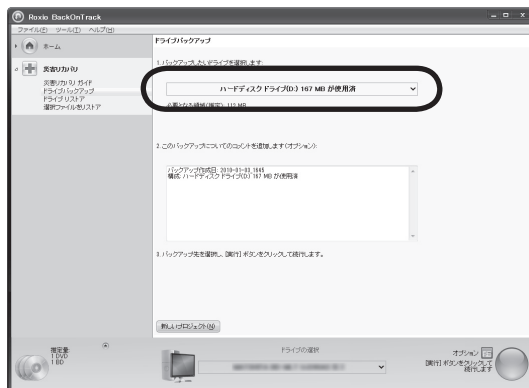 Roxio BackOnTrack
ファイル(F) ツール(T) ヘルプ(H)
ホーム
災害リカバリ
災害リカバリ ガイド
ドライブバックアップ
ドライブ リストア
選択ファイルをリストア
ドライブバックアップ
1. バックアップしたいドライブを選択します:
ハードディスク ドライブ(D:) 167 MB が使用済
必要となる領域(推定): 112 MB
2. このバックアップについてのコメントを追加します(オプション):
バックアップ作成日: 2010-01-03, 1645
構成: ハードディスク ドライブ(D:) 167 MB が使用済
3. バックアップ先を選択し、[実行] ボタンをクリックして続行します。
新しいプロジェクト(N)
推定量:
1 DVD
1 BD
ドライブの選択
オプション
[実行] ボタンをクリックして
続行します